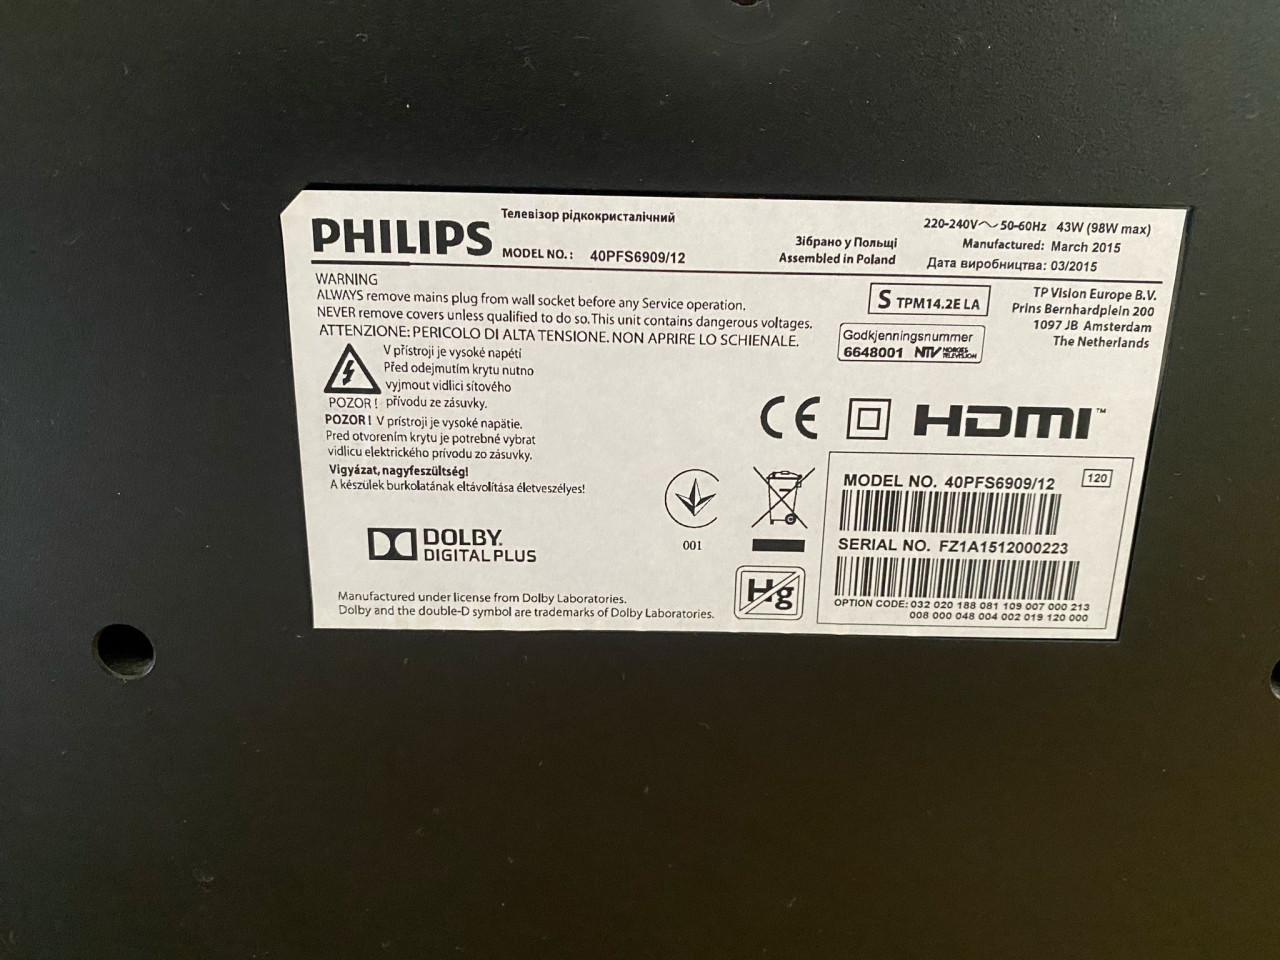 PHILIPS
Телевізор рідкокристалічний
MODEL NO.: 40PFS6909/12
Зібрано у Польщі
Assembled in Poland
220-240V～50-60Hz 43W (98W max)
Manufactured: March 2015
Дата виробництва: 03/2015
WARNING
ALWAYS remove mains plug from wall socket before any Service operation.
NEVER remove covers unless qualified to do so. This unit contains dangerous voltages.
ATTENZIONE: PERICOLO DI ALTA TENSIONE. NON APRIRE LO SCHIENALE.
V přístroji je vysoké napětí
Před odejmutím krytu nutno
vyjmout vidlici síťového
POZOR! přívodu ze zásuvky.
POZOR! V prístroji je vysoké napätie.
Pred otvorením krytu je potrebné vybrat
vidlicu elektrického prívodu zo zásuvky.
Vigyázat, nagyfeszültség!
A készülek burkolatának eltávolítása életveszélyes!
S TPM14.2E LA
TP Vision Europe B.V.
Prins Bernhardplein 200
1097 JB Amsterdam
The Netherlands
Godkjenningsnummer
6648001 NTV NORGES TELEVISJON
CE HDMI™
001
DOLBY.
DIGITAL PLUS
Hg
Manufactured under license from Dolby Laboratories.
Dolby and the double-D symbol are trademarks of Dolby Laboratories.
MODEL NO. 40PFS6909/12 120
SERIAL NO. FZ1A1512000223
OPTION CODE: 032 020 188 081 109 007 000 213
008 000 048 004 002 019 120 000